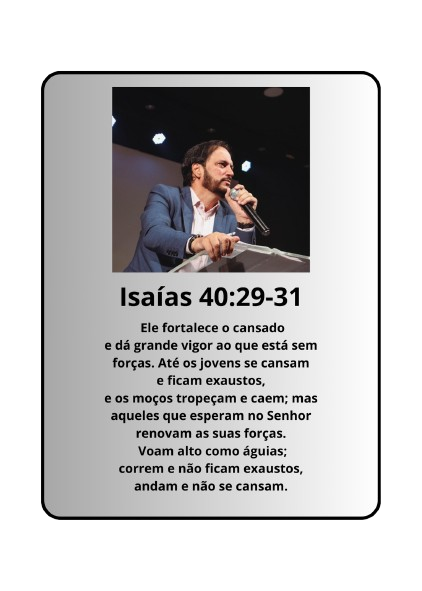 Isaías 40:29-31
Ele fortalece o cansado
e dá grande vigor ao que está sem
forças. Até os jovens se cansam
e ficam exaustos,
e os moços tropeçam e caem; mas
aqueles que esperam no Senhor
renovam as suas forças.
Voam alto como águias;
correm e não ficam exaustos,
andam e não se cansam.